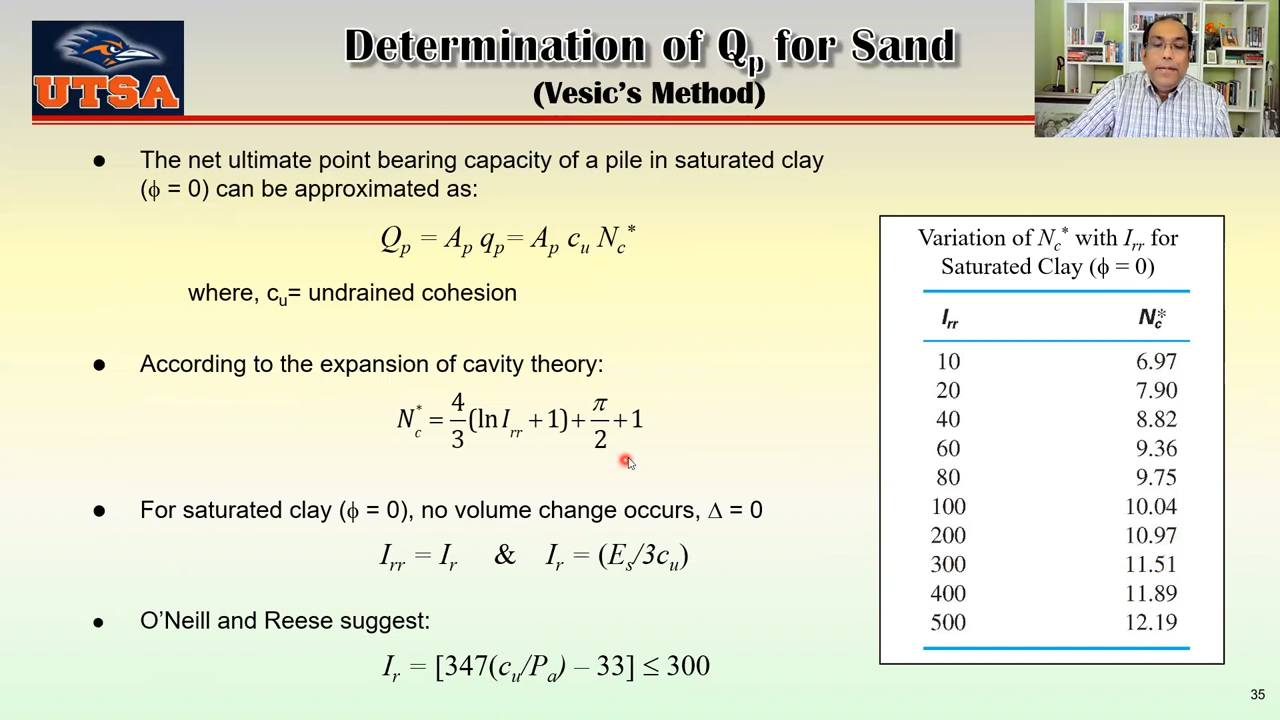 UTSA
Determination of Qp for Sand
(Vesic's Method)
● The net ultimate point bearing capacity of a pile in saturated clay
(ϕ = 0) can be approximated as:
Qp = Ap qp= Ap cu Nc*
where, cu= undrained cohesion
● According to the expansion of cavity theory:
Nc* = 4/3 (ln Irr + 1) + π/2 + 1
● For saturated clay (ϕ = 0), no volume change occurs, Δ = 0
Irr = Ir & Ir = (Es/3cu)
● O'Neill and Reese suggest:
Ir = [347(cu/Pa) – 33] ≤ 300
Variation of Nc* with Irr for
Saturated Clay (ϕ = 0)
Irr Nc*
10 6.97
20 7.90
40 8.82
60 9.36
80 9.75
100 10.04
200 10.97
300 11.51
400 11.89
500 12.19
35